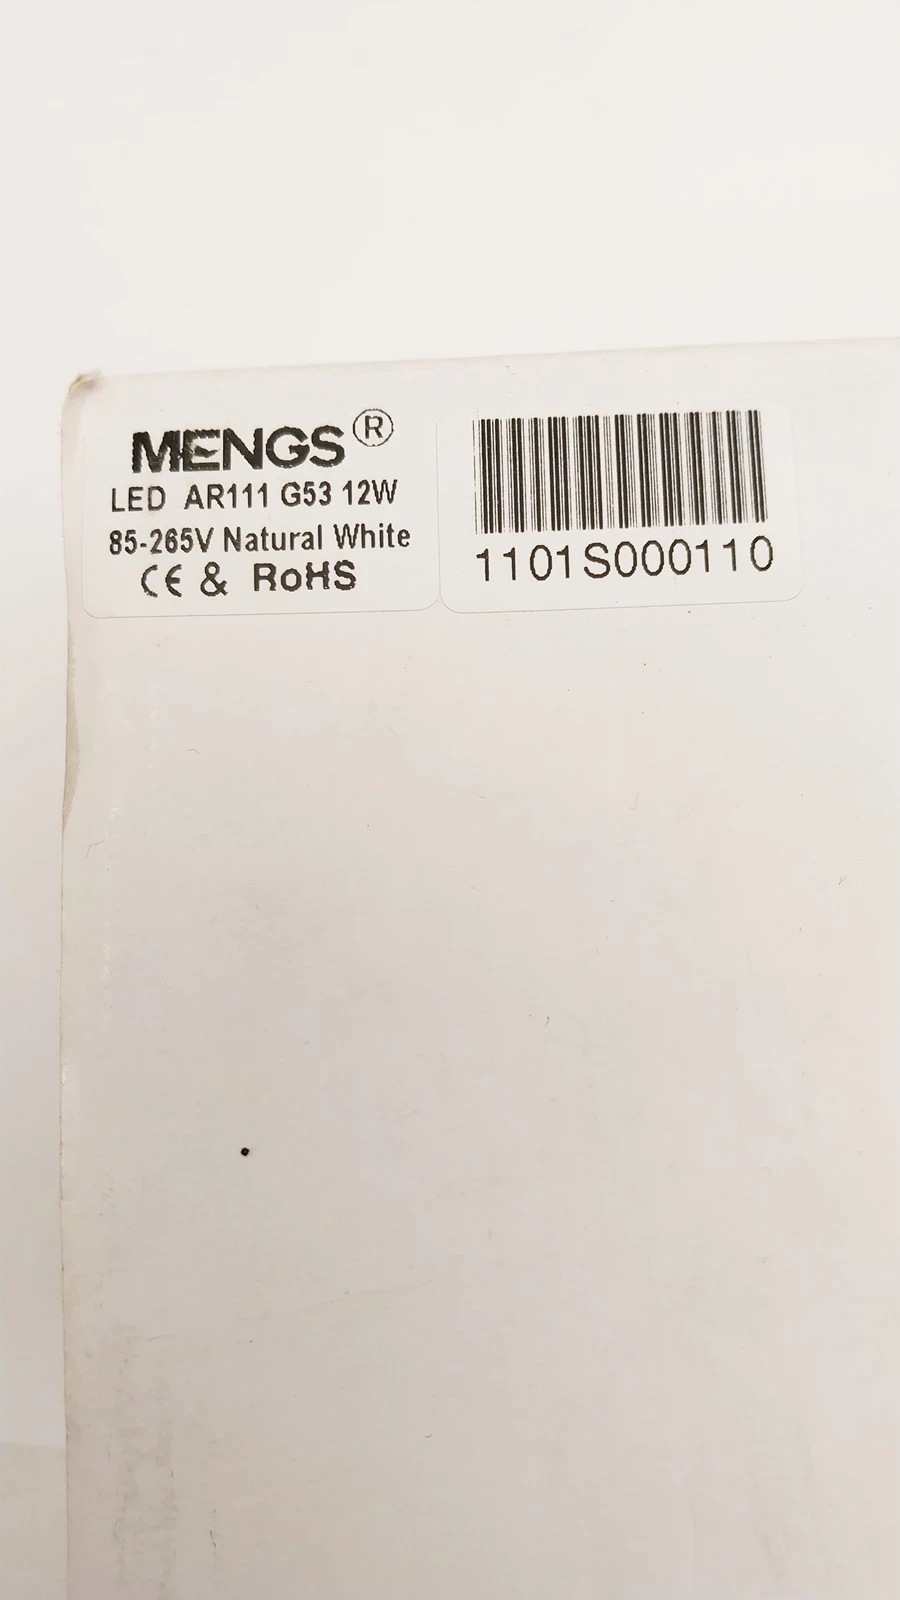 MENGS®
LED AR111 G53 12W
85-265V Natural White
CE & RoHS
1101S000110